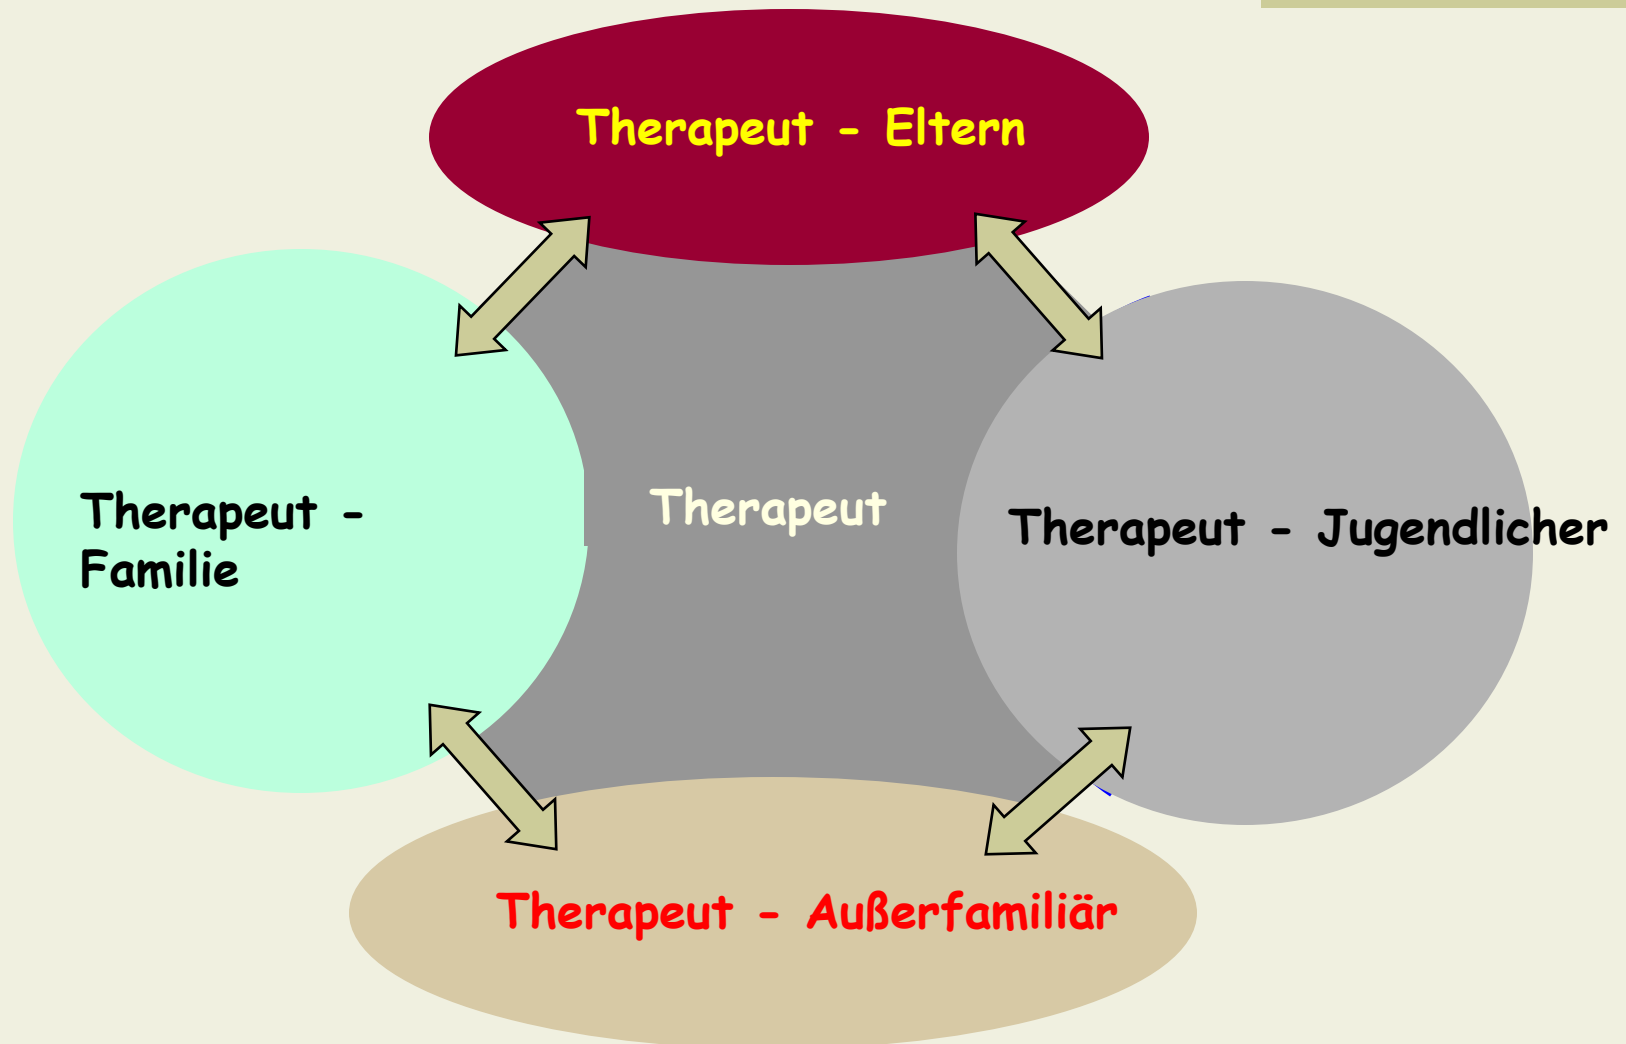 Therapeut - Eltern
Therapeut -
Familie
Therapeut
Therapeut - Jugendlicher
Therapeut - Außerfamiliär